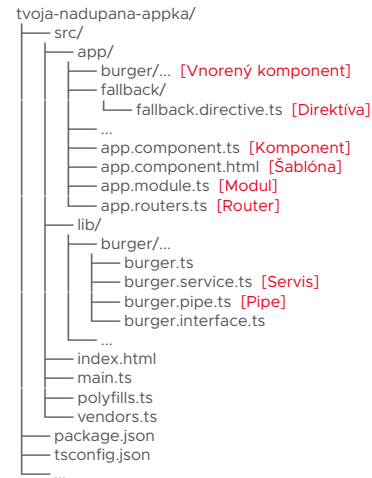 tvoja-nadupana-appka/
src/
app/
burger/... [Vnorený komponent]
fallback/
fallback.directive.ts [Direktíva]
...
app.component.ts [Komponent]
app.component.html [Šablóna]
app.module.ts [Modul]
app.routers.ts [Router]
lib/
burger/...
burger.ts
burger.service.ts [Servis]
burger.pipe.ts [Pipe]
burger.interface.ts
...
index.html
main.ts
polyfills.ts
vendors.ts
package.json
tsconfig.json
...